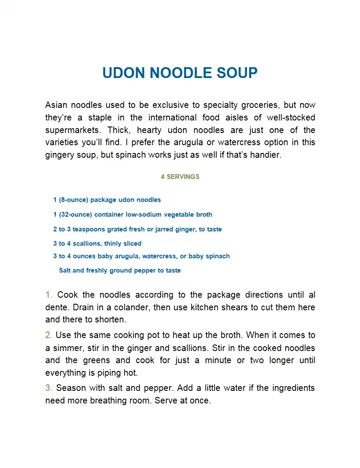 UDON NOODLE SOUP
Asian noodles used to be exclusive to specialty groceries, but now
they're a staple in the international food aisles of well-stocked
supermarkets. Thick, hearty udon noodles are just one of the
varieties you'll find. I prefer the arugula or watercress option in this
gingery soup, but spinach works just as well if that's handier.
4 SERVINGS
1 (8-ounce) package udon noodles
1 (32-ounce) container low-sodium vegetable broth
2 to 3 teaspoons grated fresh or jarred ginger, to taste
3 to 4 scallions, thinly sliced
3 to 4 ounces baby arugula, watercress, or baby spinach
Salt and freshly ground pepper to taste
1. Cook the noodles according to the package directions until al
dente. Drain in a colander, then use kitchen shears to cut them here
and there to shorten.
2. Use the same cooking pot to heat up the broth. When it comes to
a simmer, stir in the ginger and scallions. Stir in the cooked noodles
and the greens and cook for just a minute or two longer until
everything is piping hot.
3. Season with salt and pepper. Add a little water if the ingredients
need more breathing room. Serve at once.